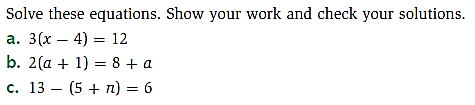 Solve these equations. Show your work and check your solutions.
a. 3(x − 4) = 12
b. 2(a + 1) = 8 + a
c. 13 − (5 + n) = 6